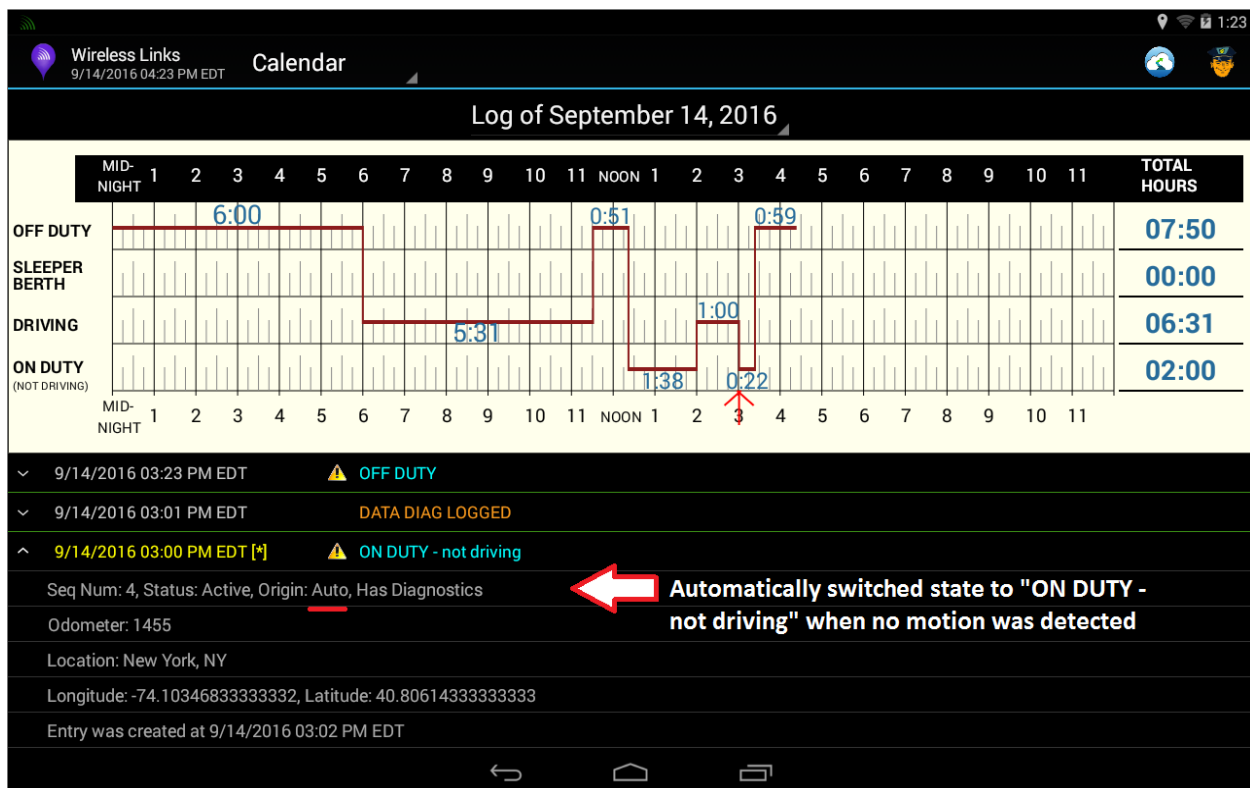 1:23
Wireless Links
9/14/2016 04:23 PM EDT
Calendar
Log of September 14, 2016
MID-
NIGHT 1 2 3 4 5 6 7 8 9 10 11 NOON 1 2 3 4 5 6 7 8 9 10 11
TOTAL
HOURS
OFF DUTY 6:00 0:51 0:59 07:50
SLEEPER
BERTH 00:00
DRIVING 5:31 1:00 06:31
ON DUTY
(NOT DRIVING) 1:38 0:22 02:00
MID-
NIGHT 1 2 3 4 5 6 7 8 9 10 11 NOON 1 2 3 4 5 6 7 8 9 10 11
9/14/2016 03:23 PM EDT OFF DUTY
9/14/2016 03:01 PM EDT DATA DIAG LOGGED
9/14/2016 03:00 PM EDT [*] ON DUTY - not driving
Seq Num: 4, Status: Active, Origin: Auto, Has Diagnostics
Automatically switched state to "ON DUTY -
not driving" when no motion was detected
Odometer: 1455
Location: New York, NY
Longitude: -74.10346833333332, Latitude: 40.80614333333333
Entry was created at 9/14/2016 03:02 PM EDT